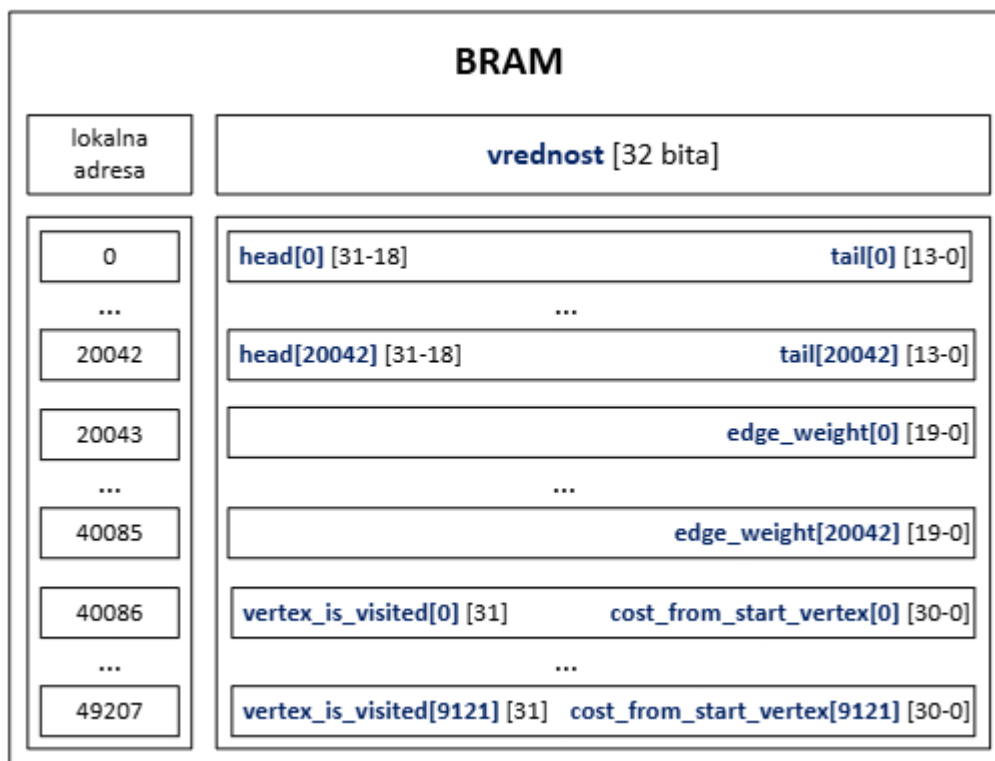 BRAM
lokalna
adresa
vrednost [32 bita]
0
head[0] [31-18] tail[0] [13-0]
...
...
20042
head[20042] [31-18] tail[20042] [13-0]
20043
edge_weight[0] [19-0]
...
...
40085
edge_weight[20042] [19-0]
40086
vertex_is_visited[0] [31] cost_from_start_vertex[0] [30-0]
...
...
49207
vertex_is_visited[9121] [31] cost_from_start_vertex[9121] [30-0]